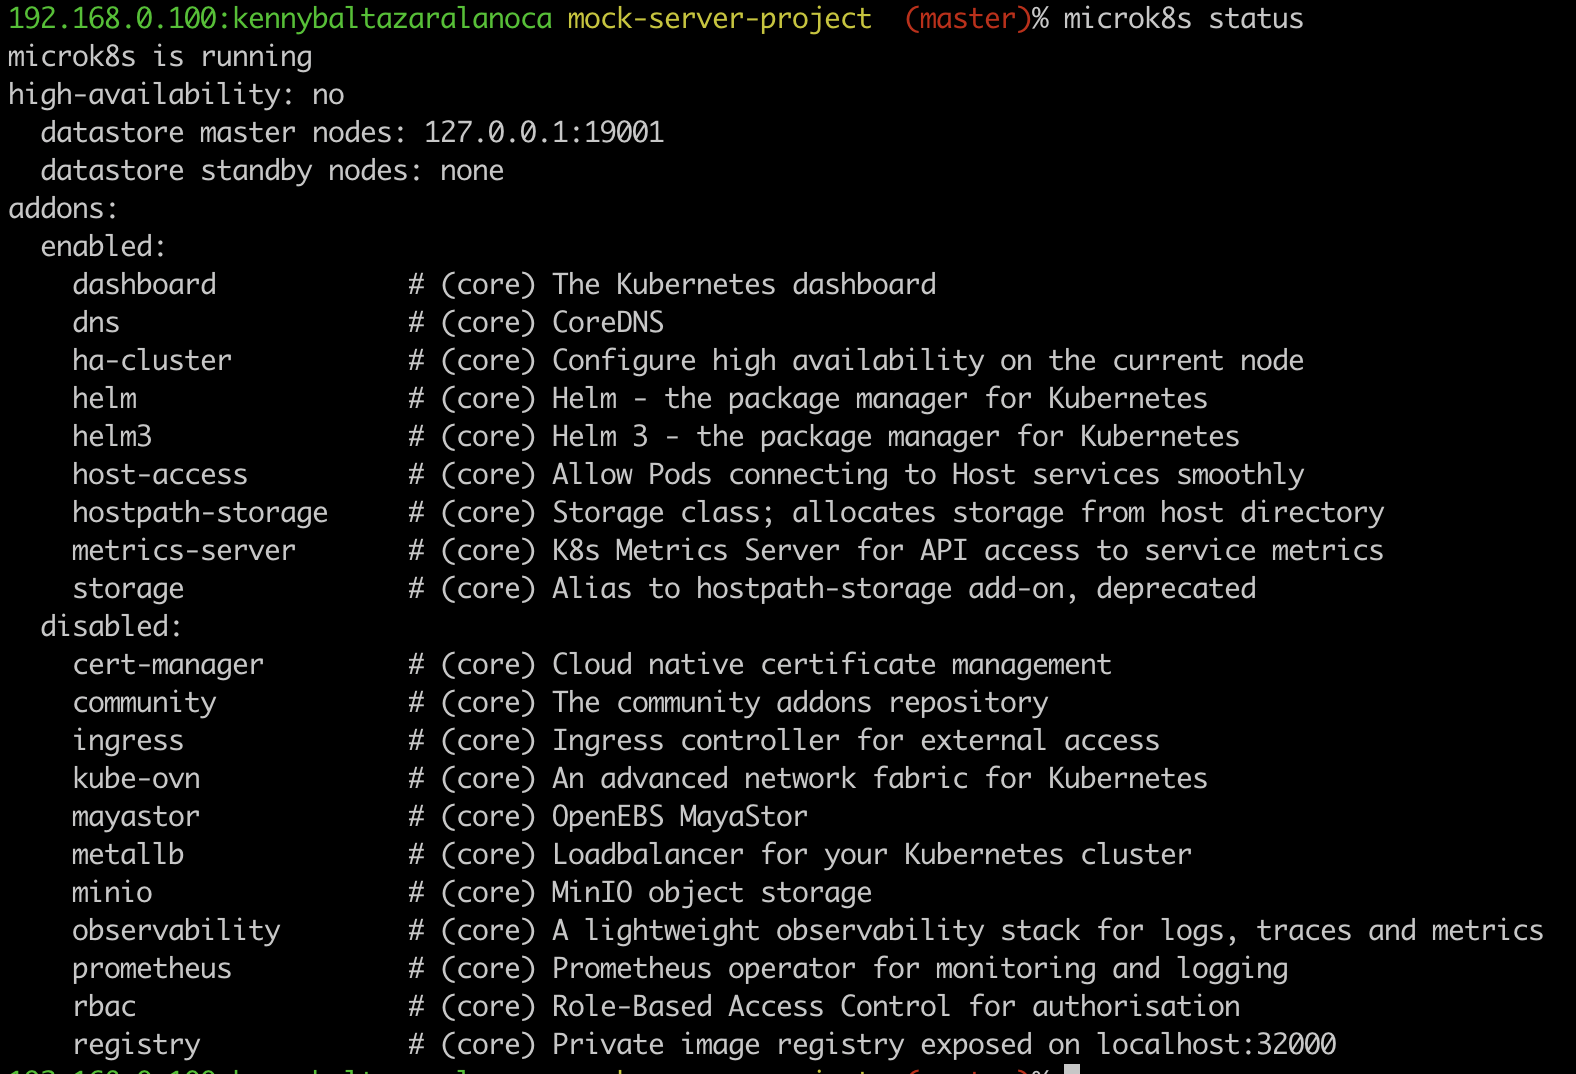 192.168.0.100:kennybaltazaralanoca mock-server-project  (master)% microk8s status
microk8s is running
high-availability: no
  datastore master nodes: 127.0.0.1:19001
  datastore standby nodes: none
addons:
  enabled:
    dashboard            # (core) The Kubernetes dashboard
    dns                  # (core) CoreDNS
    ha-cluster           # (core) Configure high availability on the current node
    helm                 # (core) Helm - the package manager for Kubernetes
    helm3                # (core) Helm 3 - the package manager for Kubernetes
    host-access          # (core) Allow Pods connecting to Host services smoothly
    hostpath-storage     # (core) Storage class; allocates storage from host directory
    metrics-server       # (core) K8s Metrics Server for API access to service metrics
    storage              # (core) Alias to hostpath-storage add-on, deprecated
  disabled:
    cert-manager         # (core) Cloud native certificate management
    community            # (core) The community addons repository
    ingress              # (core) Ingress controller for external access
    kube-ovn             # (core) An advanced network fabric for Kubernetes
    mayastor             # (core) OpenEBS MayaStor
    metallb              # (core) Loadbalancer for your Kubernetes cluster
    minio                # (core) MinIO object storage
    observability        # (core) A lightweight observability stack for logs, traces and metrics
    prometheus           # (core) Prometheus operator for monitoring and logging
    rbac                 # (core) Role-Based Access Control for authorisation
    registry             # (core) Private image registry exposed on localhost:32000